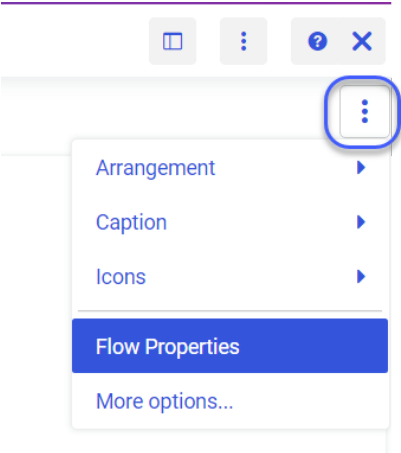 Arrangement
Caption
Icons
Flow Properties
More options...